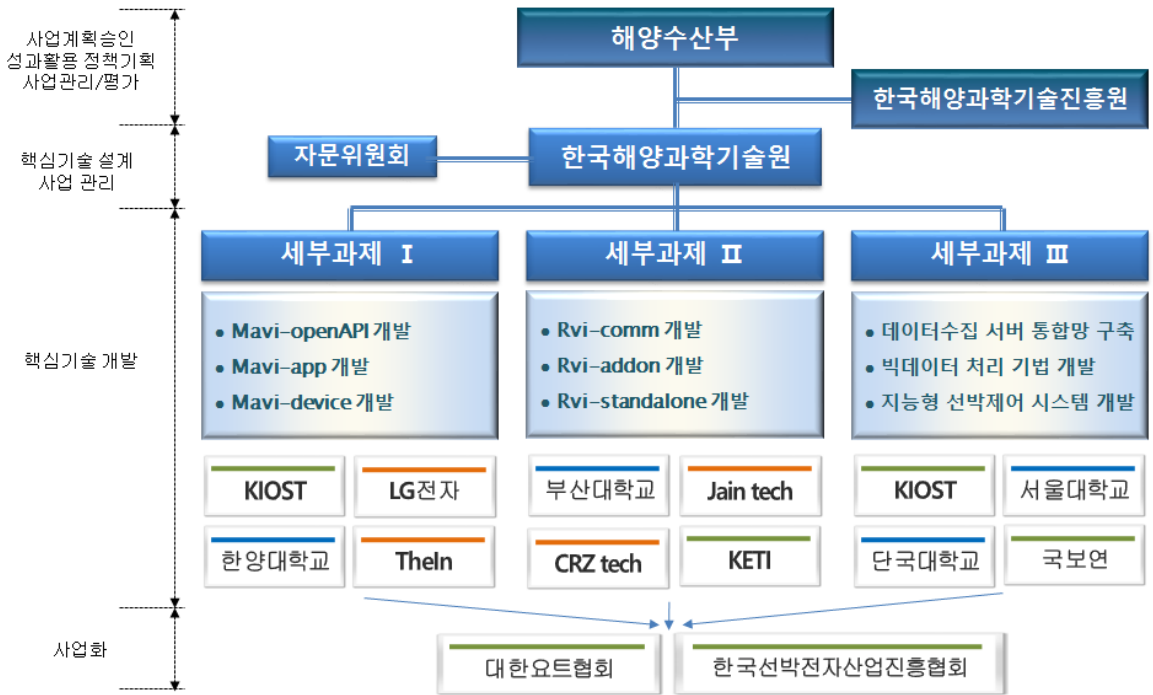 사업계획승인
성과활용 정책기획
사업관리/평가
해양수산부
한국해양과학기술진흥원
핵심기술 설계
사업 관리
자문위원회
한국해양과학기술원
핵심기술 개발
세부과제 Ⅰ
• Mavi-openAPI 개발
• Mavi-app 개발
• Mavi-device 개발
KIOST
LG전자
한양대학교
TheIn
세부과제 Ⅱ
• Rvi-comm 개발
• Rvi-addon 개발
• Rvi-standalone 개발
부산대학교
Jain tech
CRZ tech
KETI
세부과제 Ⅲ
• 데이터수집 서버 통합망 구축
• 빅데이터 처리 기법 개발
• 지능형 선박제어 시스템 개발
KIOST
서울대학교
단국대학교
국보연
사업화
대한요트협회
한국선박전자산업진흥협회